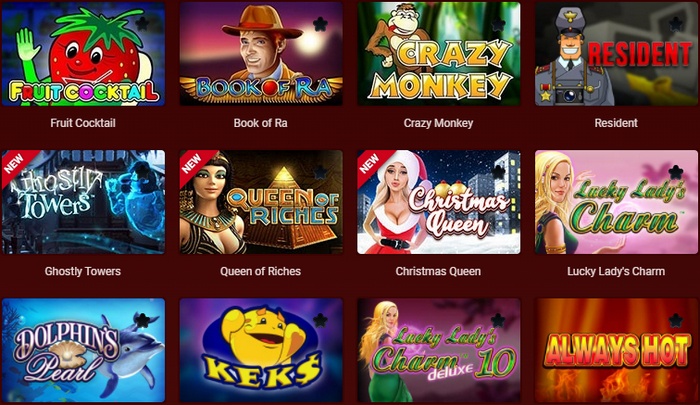 FRUIT COCKTAIL
BOOK OF RA
CRAZY
MONKEY
RESIDENT
Fruit Cocktail
Book of Ra
Crazy Monkey
Resident
NEW
Ghostly
Towers
NEW
QUEEN OF
RICHES
NEW
Christmas
Queen
Lucky Lady's
Charm™
Ghostly Towers
Queen of Riches
Christmas Queen
Lucky Lady's Charm
DOLPHIN'S
Pearl
KEK$
Lucky Lady's
Charm
deluxe 10
ALWAYS HOT